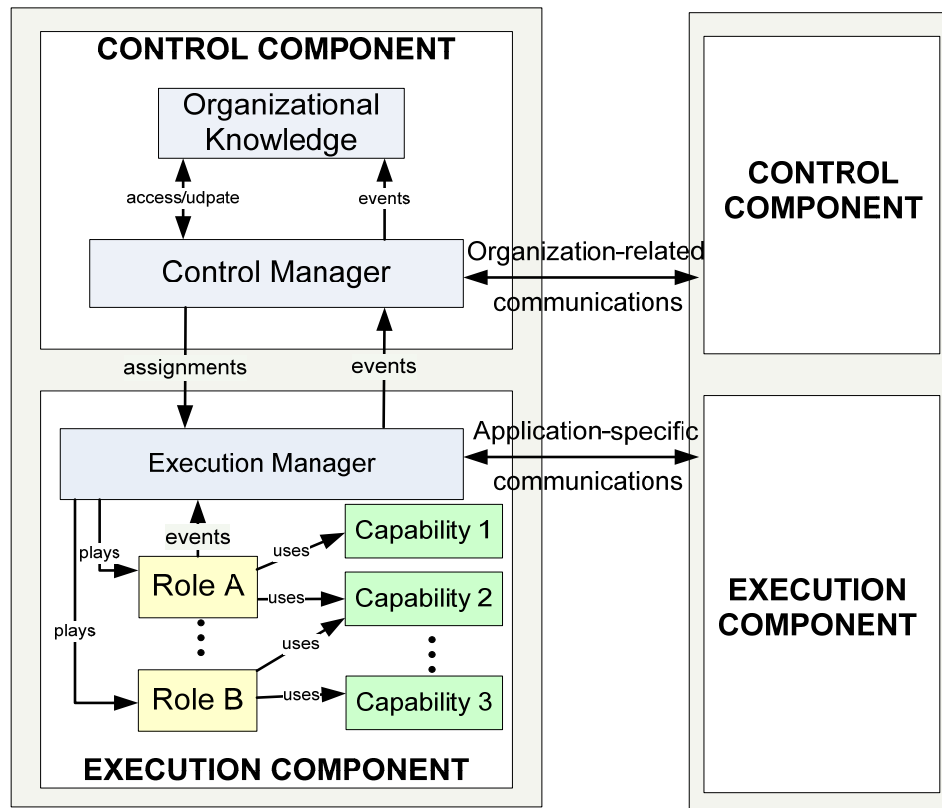 CONTROL COMPONENT
Organizational
Knowledge
access/udpate
events
Control Manager
Organization-related
communications
assignments
events
Execution Manager
Application-specific
communications
events
plays
plays
Role A
Role B
uses
uses
uses
uses
Capability 1
Capability 2
Capability 3
EXECUTION COMPONENT
CONTROL
COMPONENT
EXECUTION
COMPONENT